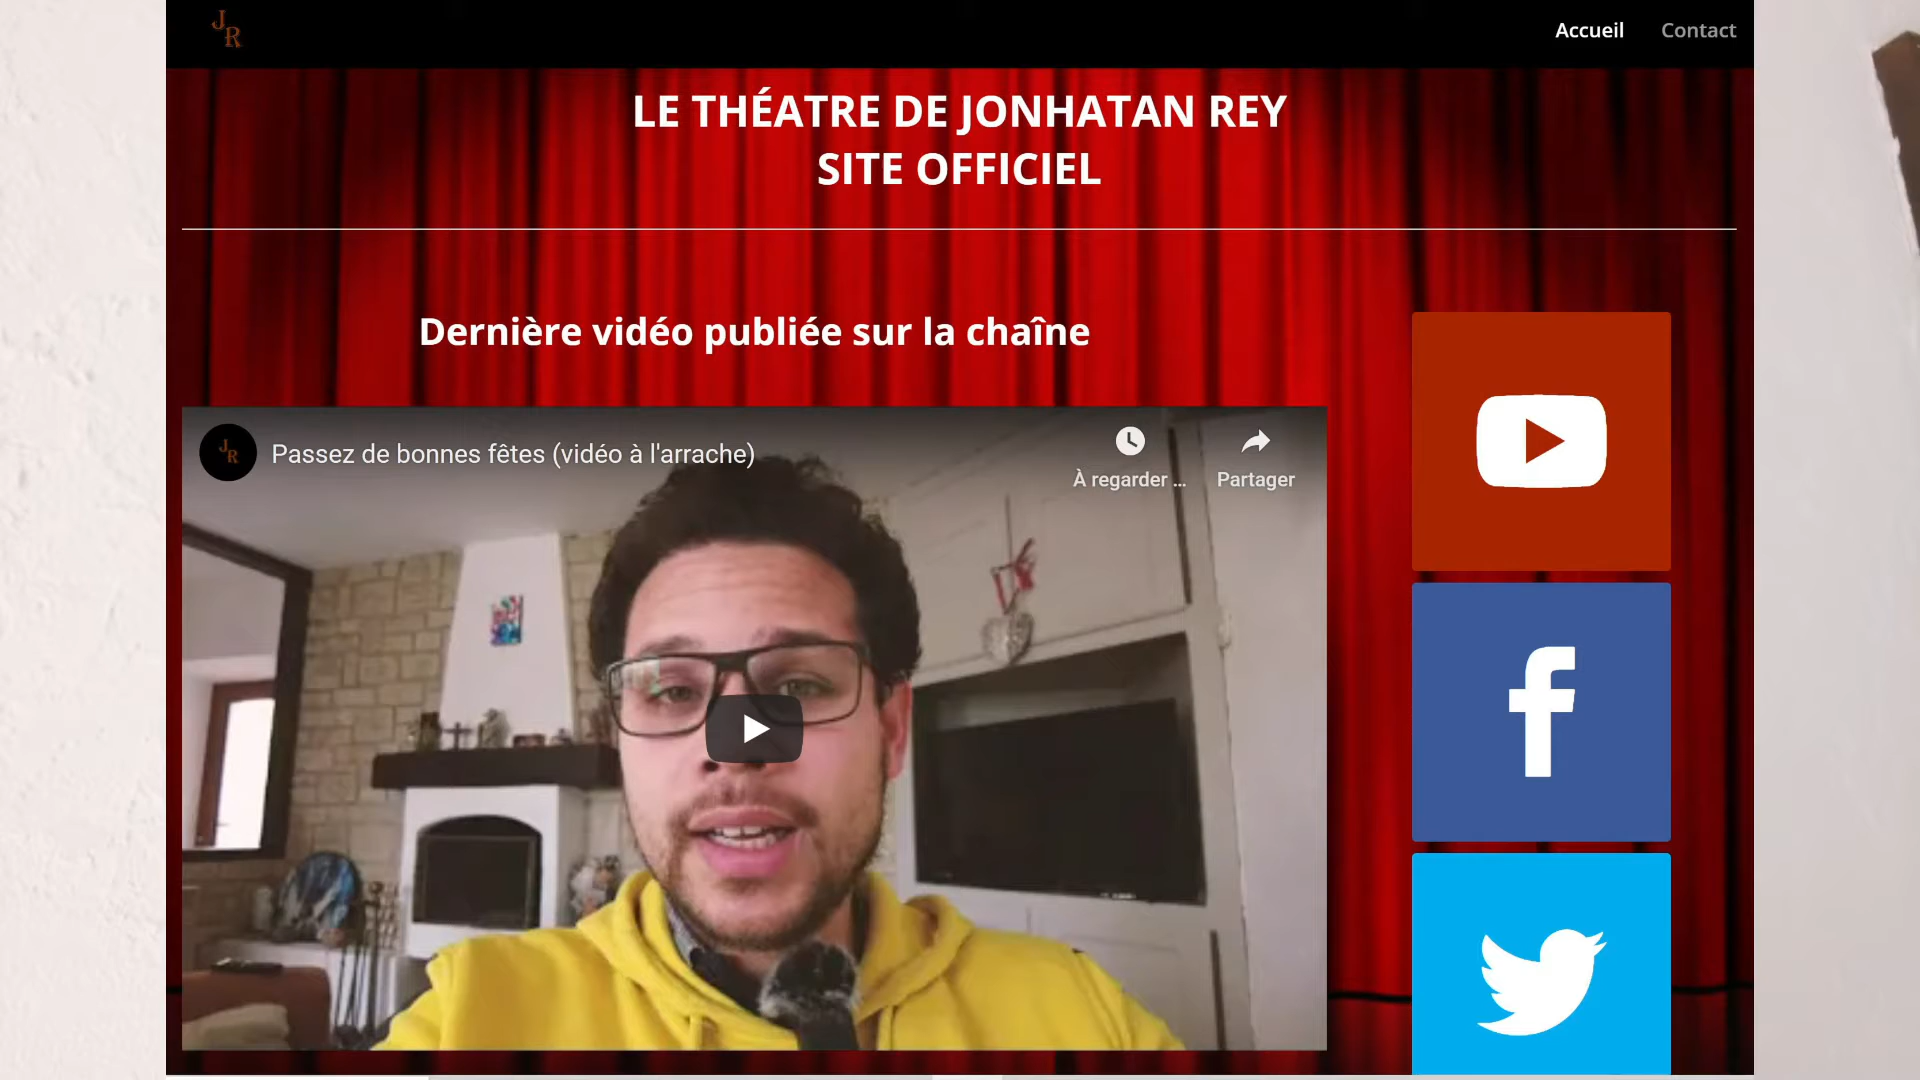 JR
Accueil
Contact
LE THÉATRE DE JONHATAN REY
SITE OFFICIEL
Dernière vidéo publiée sur la chaîne
JR
Passez de bonnes fêtes (vidéo à l'arrache)
À regarder ...
Partager